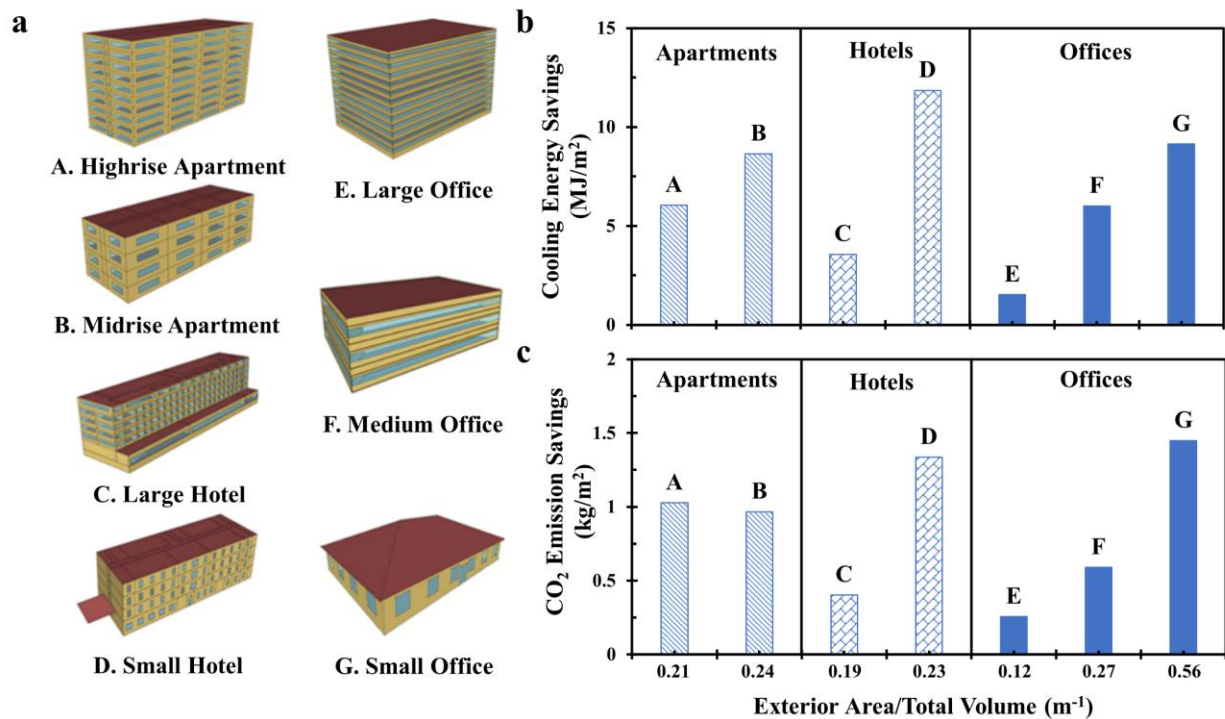 a
A. Highrise Apartment
B. Midrise Apartment
C. Large Hotel
D. Small Hotel
E. Large Office
F. Medium Office
G. Small Office
b
Cooling Energy Savings
(MJ/m²)
15
10
5
0
Apartments
Hotels
Offices
A
B
C
D
E
F
G
c
CO₂ Emission Savings
(kg/m²)
2
1.5
1
0.5
0
Apartments
Hotels
Offices
A
B
C
D
E
F
G
0.21
0.24
0.19
0.23
0.12
0.27
0.56
Exterior Area/Total Volume (m⁻¹)